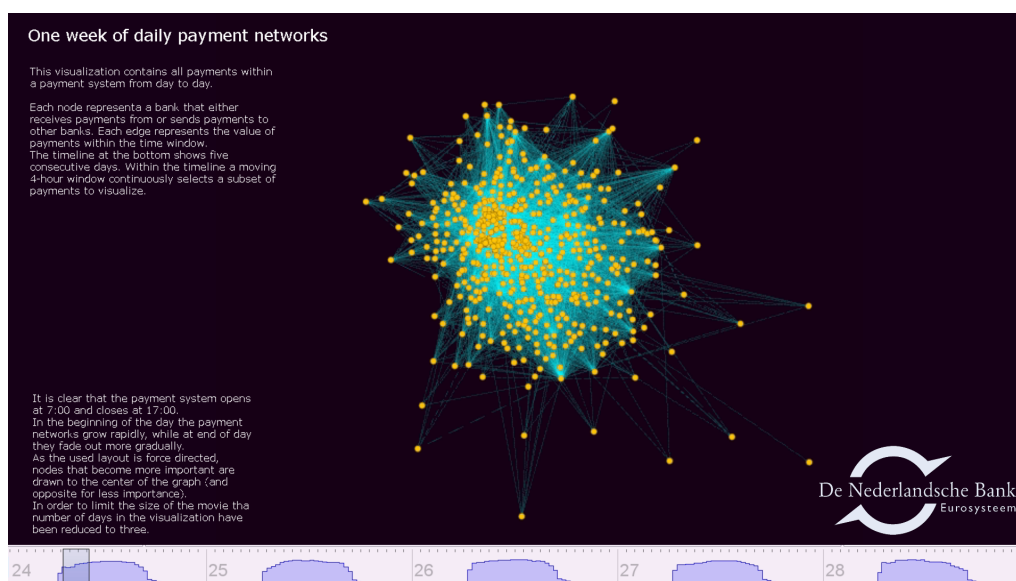 One week of daily payment networks
This visualization contains all payments within
a payment system from day to day.
Each node representa a bank that either
receives payments from or sends payments to
other banks. Each edge represents the value of
payments within the time window.
The timeline at the bottom shows five
consecutive days. Within the timeline a moving
4-hour window continuously selects a subset of
payments to visualize.
It is clear that the payment system opens
at 7:00 and closes at 17:00.
In the beginning of the day the payment
networks grow rapidly, while at end of day
they fade out more gradually.
As the used layout is force directed,
nodes that become more important are
drawn to the center of the graph (and
opposite for less importance).
In order to limit the size of the movie tha
number of days in the visualization have
been reduced to three.
De Nederlandsche Bank
Eurosysteem
24 25 26 27 28